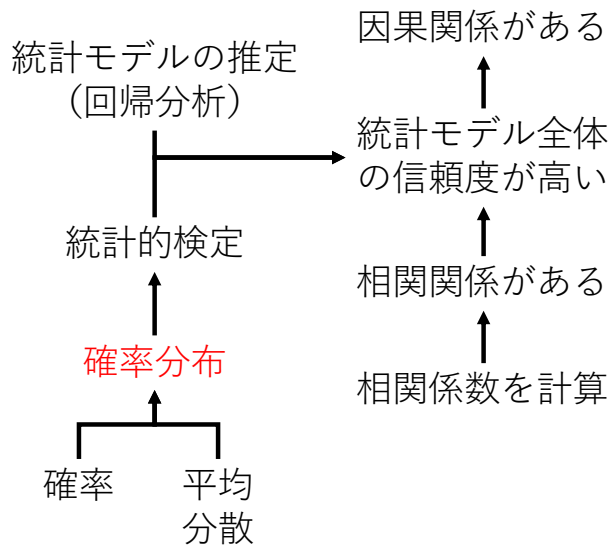 統計モデルの推定
（回帰分析）
統計的検定
確率分布
確率
平均
分散
因果関係がある
統計モデル全体
の信頼度が高い
相関関係がある
相関係数を計算